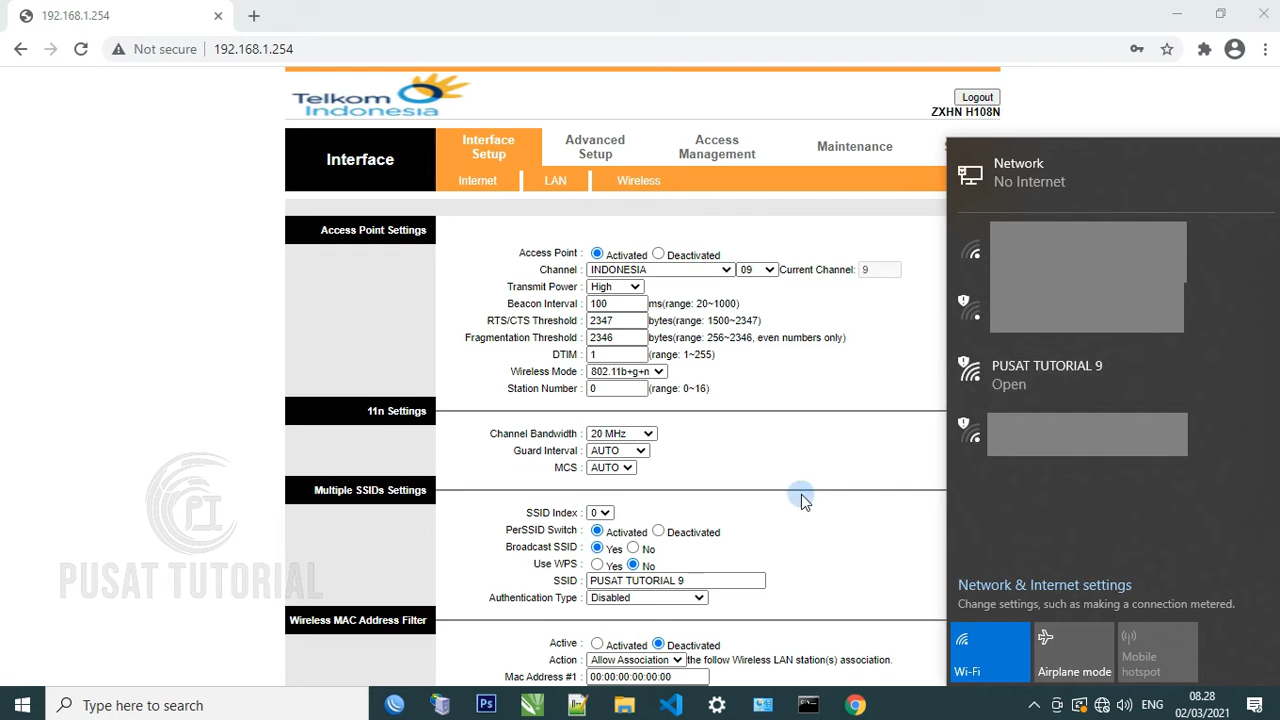 192.168.1.254
Not secure
192.168.1.254
Telkom
Indonesia
Logout
ZXHN H108N
Interface
Interface
Setup
Advanced
Setup
Access
Management
Maintenance
Internet
LAN
Wireless
Access Point Settings
Access Point :
Activated
Deactivated
Channel :
INDONESIA
09
Current Channel:
9
Transmit Power :
High
Beacon Interval :
100
ms(range: 20~1000)
RTS/CTS Threshold :
2347
bytes(range: 1500~2347)
Fragmentation Threshold :
2346
bytes(range: 256~2346, even numbers only)
DTIM :
1
(range: 1~255)
Wireless Mode :
802.11b+g+n
Station Number :
0
(range: 0~16)
11n Settings
Channel Bandwidth :
20 MHz
Guard Interval :
AUTO
MCS :
AUTO
Multiple SSIDs Settings
SSID Index :
0
PerSSID Switch :
Activated
Deactivated
Broadcast SSID :
Yes
No
Use WPS :
Yes
No
SSID :
PUSAT TUTORIAL 9
Authentication Type :
Disabled
Wireless MAC Address Filter
Active :
Activated
Deactivated
Action :
Allow Association
the follow Wireless LAN station(s) association.
Mac Address #1 :
00:00:00:00:00:00
PUSAT TUTORIAL
Network
No Internet
PUSAT TUTORIAL 9
Open
Network & Internet settings
Change settings, such as making a connection metered.
Wi-Fi
Airplane mode
Mobile
hotspot
Type here to search
Ps
ENG
08.28
02/03/2021